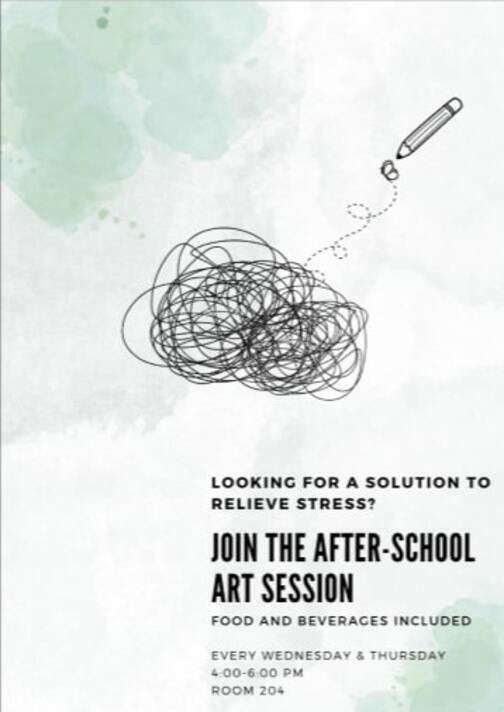 LOOKING FOR A SOLUTION TO
RELIEVE STRESS?
JOIN THE AFTER-SCHOOL
ART SESSION
FOOD AND BEVERAGES INCLUDED
EVERY WEDNESDAY & THURSDAY
4:00-6:00 PM
ROOM 204